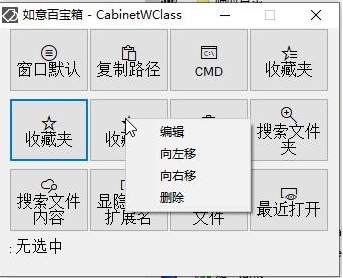 如意百宝箱 - CabinetWClass
窗口默认 复制路径 CMD 收藏夹
收藏夹 收 搜索文件夹
编辑
向左移
向右移
删除
搜索文件内容 显隐 扩展名 文件 最近打开
: 无选中